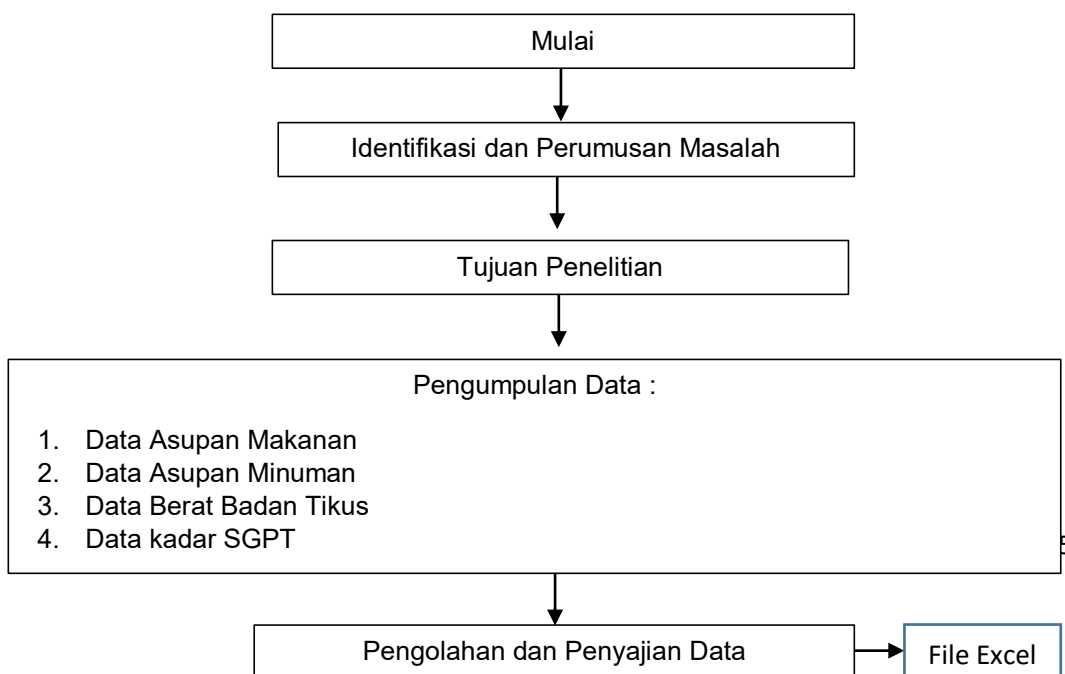 Mulai
Identifikasi dan Perumusan Masalah
Tujuan Penelitian
Pengumpulan Data :
1. Data Asupan Makanan
2. Data Asupan Minuman
3. Data Berat Badan Tikus
4. Data kadar SGPT
Pengolahan dan Penyajian Data
File Excel